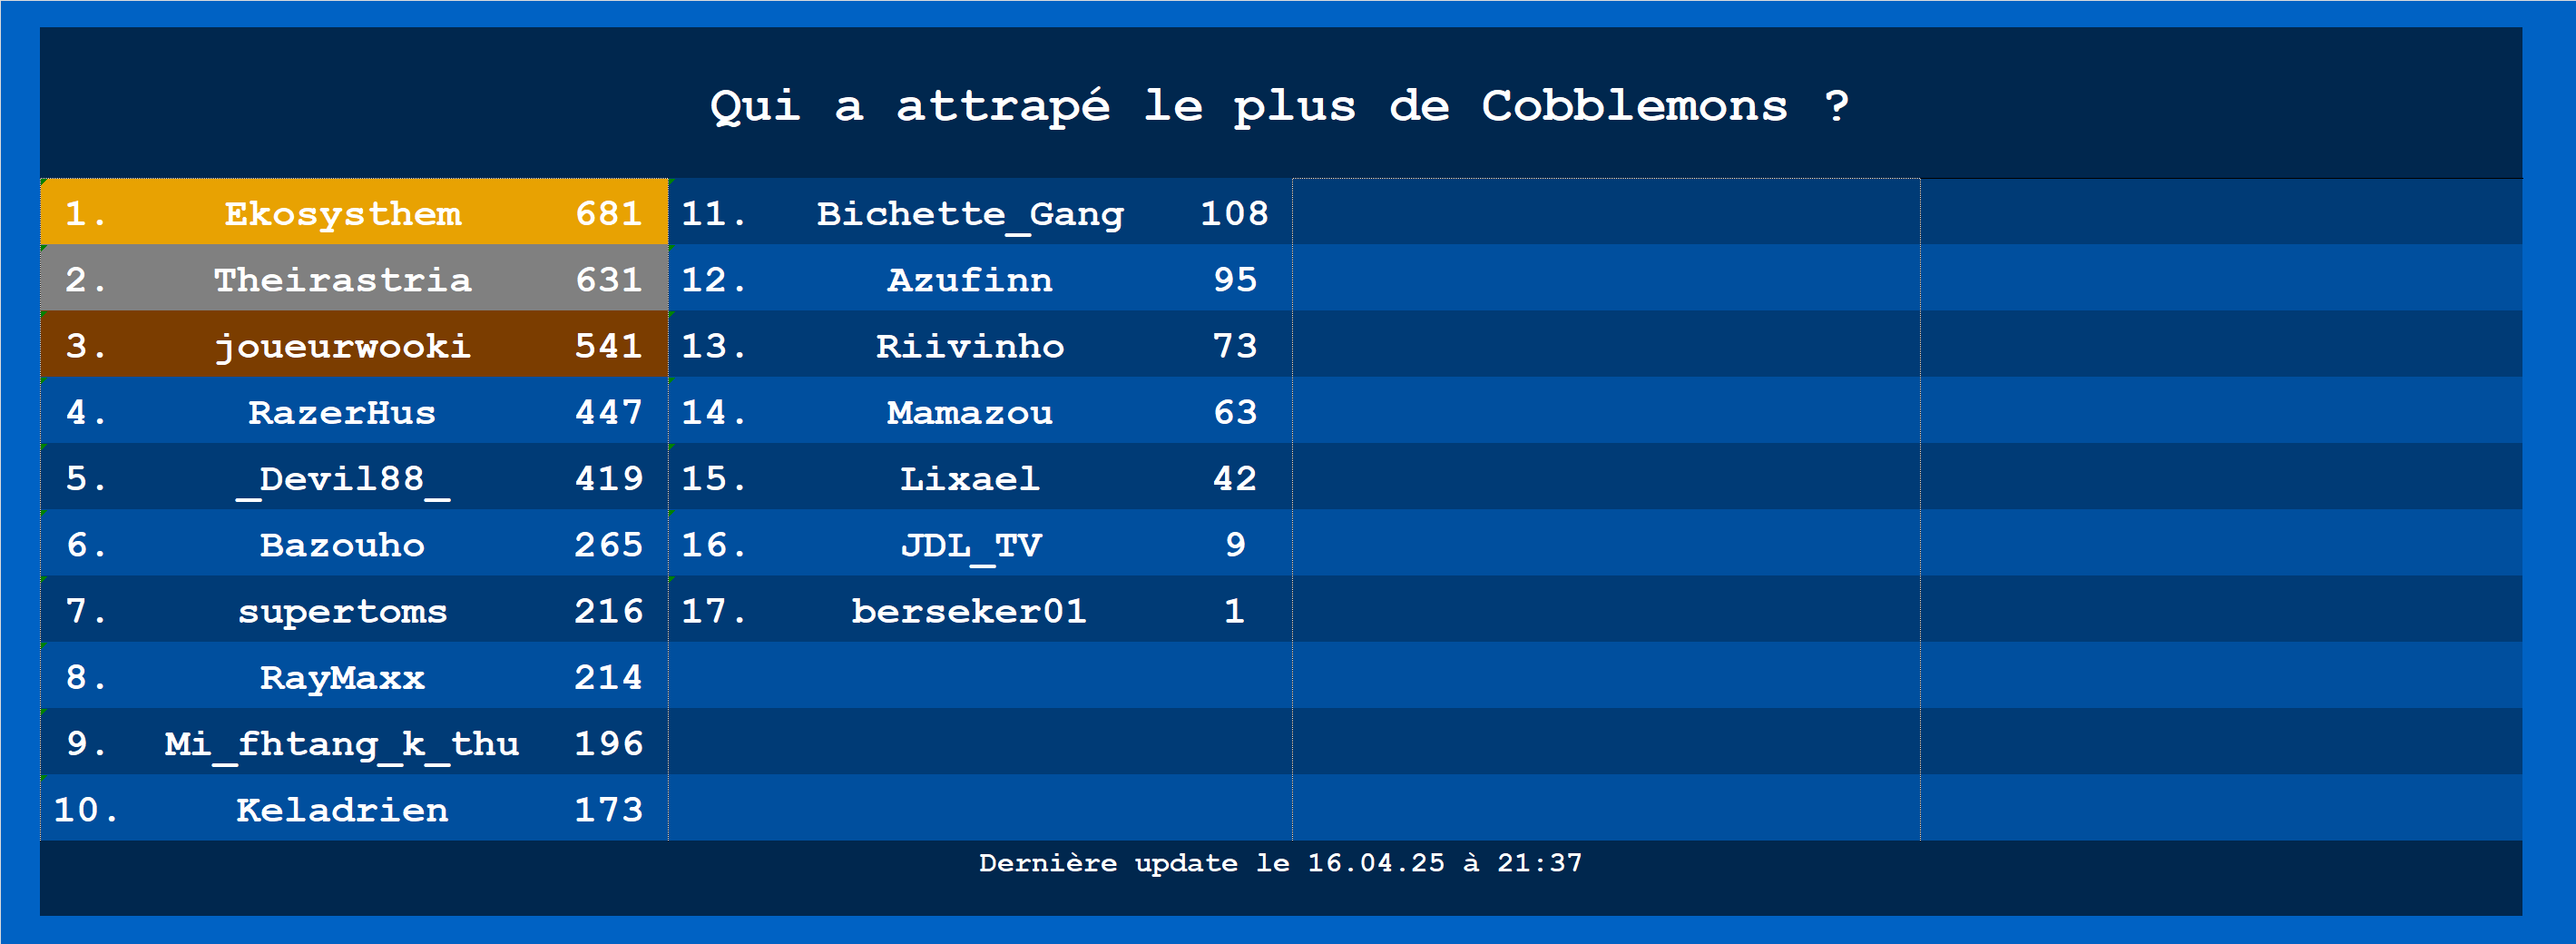 Qui a attrapé le plus de Cobblemons ?
1. Ekosysthem 681
2. Theirastria 631
3. joueurwooki 541
4. RazerHus 447
5. _Devil88_ 419
6. Bazouho 265
7. supertoms 216
8. RayMaxx 214
9. Mi_fhtang_k_thu 196
10. Keladrien 173
11. Bichette_Gang 108
12. Azufinn 95
13. Riivinho 73
14. Mamazou 63
15. Lixael 42
16. JDL_TV 9
17. berseker01 1
Dernière update le 16.04.25 à 21:37